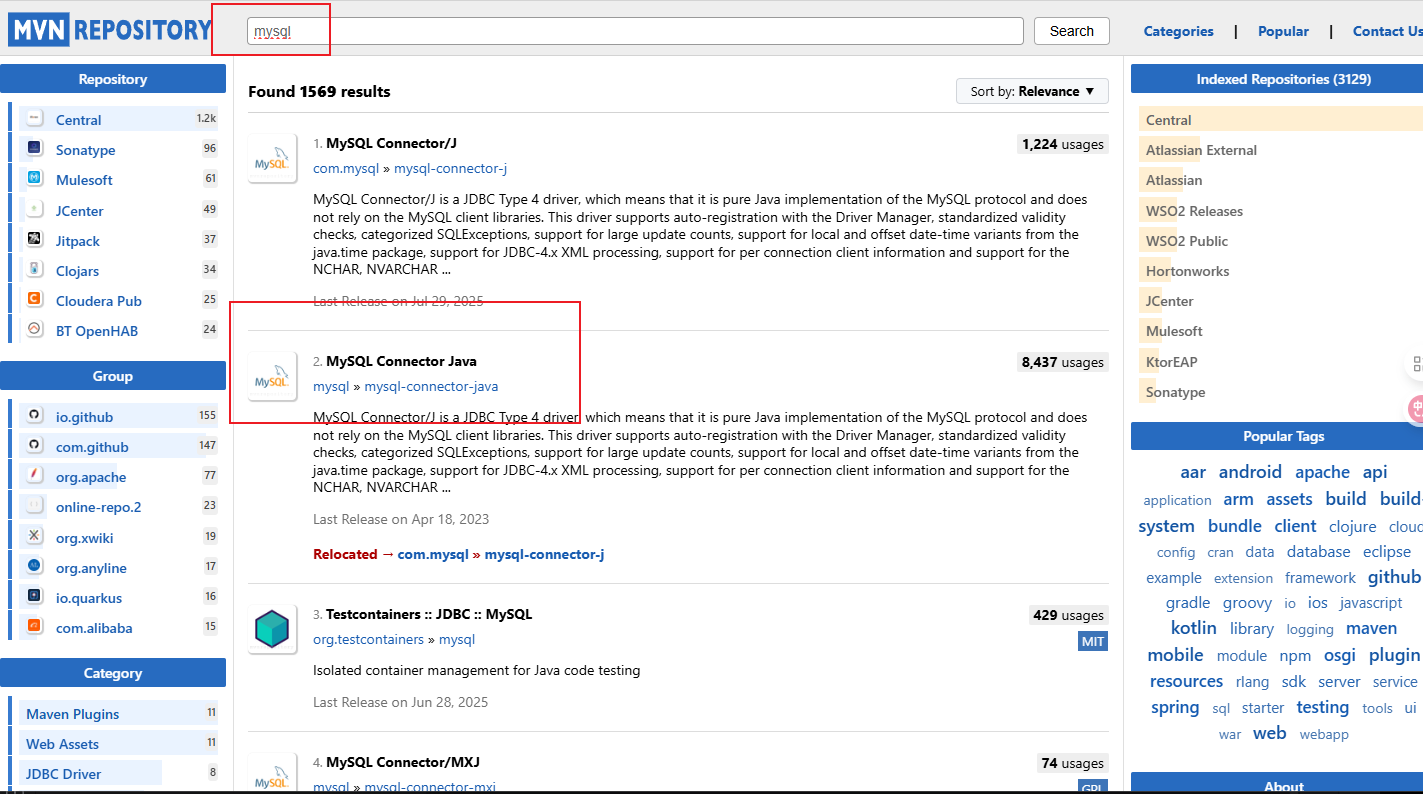 MVN REPOSITORY
mysql
Search
Categories | Popular | Contact Us
Repository
Central 1.2k
Sonatype 96
Mulesoft 61
JCenter 49
Jitpack 37
Clojars 34
Cloudera Pub 25
BT OpenHAB 24
Group
io.github 155
com.github 147
org.apache 77
online-repo.2 23
org.xwiki 19
org.anyline 17
io.quarkus 16
com.alibaba 15
Category
Maven Plugins 11
Web Assets 11
JDBC Driver 8
Found 1569 results
Sort by: Relevance ▼
MySQL
1. MySQL Connector/J
1,224 usages
com.mysql » mysql-connector-j
MySQL Connector/J is a JDBC Type 4 driver, which means that it is pure Java implementation of the MySQL protocol and does
not rely on the MySQL client libraries. This driver supports auto-registration with the Driver Manager, standardized validity
checks, categorized SQLExceptions, support for large update counts, support for local and offset date-time variants from the
java.time package, support for JDBC-4.x XML processing, support for per connection client information and support for the
NCHAR, NVARCHAR ...
Last Release on Jul 29, 2025
MySQL
2. MySQL Connector Java
8,437 usages
mysql » mysql-connector-java
MySQL Connector/J is a JDBC Type 4 driver, which means that it is pure Java implementation of the MySQL protocol and does
not rely on the MySQL client libraries. This driver supports auto-registration with the Driver Manager, standardized validity
checks, categorized SQLExceptions, support for large update counts, support for local and offset date-time variants from the
java.time package, support for JDBC-4.x XML processing, support for per connection client information and support for the
NCHAR, NVARCHAR ...
Last Release on Apr 18, 2023
Relocated → com.mysql » mysql-connector-j
3. Testcontainers :: JDBC :: MySQL
429 usages
org.testcontainers » mysql
MIT
Isolated container management for Java code testing
Last Release on Jun 28, 2025
MySQL
4. MySQL Connector/MXJ
74 usages
mysql » mysql-connector-mxj
GPL
Indexed Repositories (3129)
Central
Atlassian External
Atlassian
WSO2 Releases
WSO2 Public
Hortonworks
JCenter
Mulesoft
KtorEAP
Sonatype
中
Popular Tags
aar android apache api
application arm assets build build-
system bundle client clojure cloud
config cran data database eclipse
example extension framework github
gradle groovy io ios javascript
kotlin library logging maven
mobile module npm osgi plugin
resources rlang sdk server service
spring sql starter testing tools ui
war web webapp
About